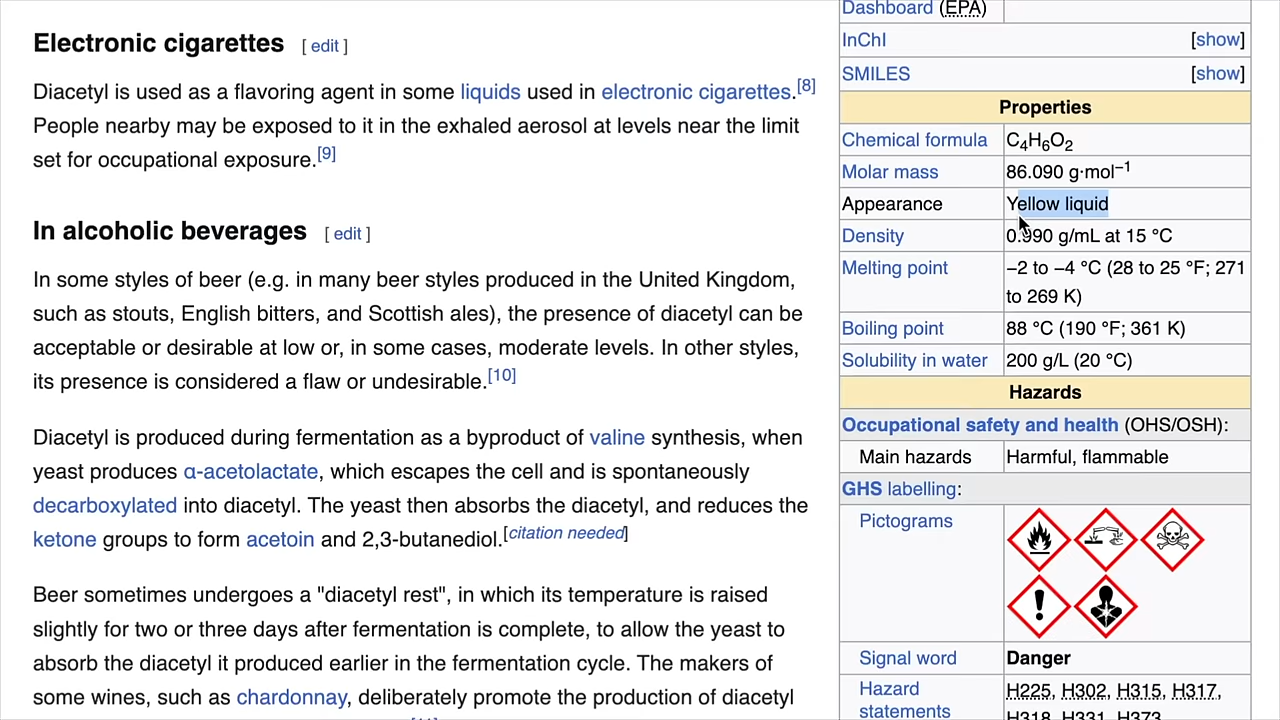 Electronic cigarettes [ edit ]
Diacetyl is used as a flavoring agent in some liquids used in electronic cigarettes.[8]
People nearby may be exposed to it in the exhaled aerosol at levels near the limit
set for occupational exposure.[9]
In alcoholic beverages [ edit ]
In some styles of beer (e.g. in many beer styles produced in the United Kingdom,
such as stouts, English bitters, and Scottish ales), the presence of diacetyl can be
acceptable or desirable at low or, in some cases, moderate levels. In other styles,
its presence is considered a flaw or undesirable.[10]
Diacetyl is produced during fermentation as a byproduct of valine synthesis, when
yeast produces α-acetolactate, which escapes the cell and is spontaneously
decarboxylated into diacetyl. The yeast then absorbs the diacetyl, and reduces the
ketone groups to form acetoin and 2,3-butanediol.[citation needed]
Beer sometimes undergoes a "diacetyl rest", in which its temperature is raised
slightly for two or three days after fermentation is complete, to allow the yeast to
absorb the diacetyl it produced earlier in the fermentation cycle. The makers of
some wines, such as chardonnay, deliberately promote the production of diacetyl
[11]
Dashboard (EPA)
InChI [show]
SMILES [show]
Properties
Chemical formula C₄H₆O₂
Molar mass 86.090 g·mol⁻¹
Appearance Yellow liquid
Density 0.990 g/mL at 15 °C
Melting point −2 to −4 °C (28 to 25 °F; 271
to 269 K)
Boiling point 88 °C (190 °F; 361 K)
Solubility in water 200 g/L (20 °C)
Hazards
Occupational safety and health (OHS/OSH):
Main hazards Harmful, flammable
GHS labelling:
Pictograms
Signal word Danger
Hazard H225, H302, H315, H317,
statements H318, H331, H373